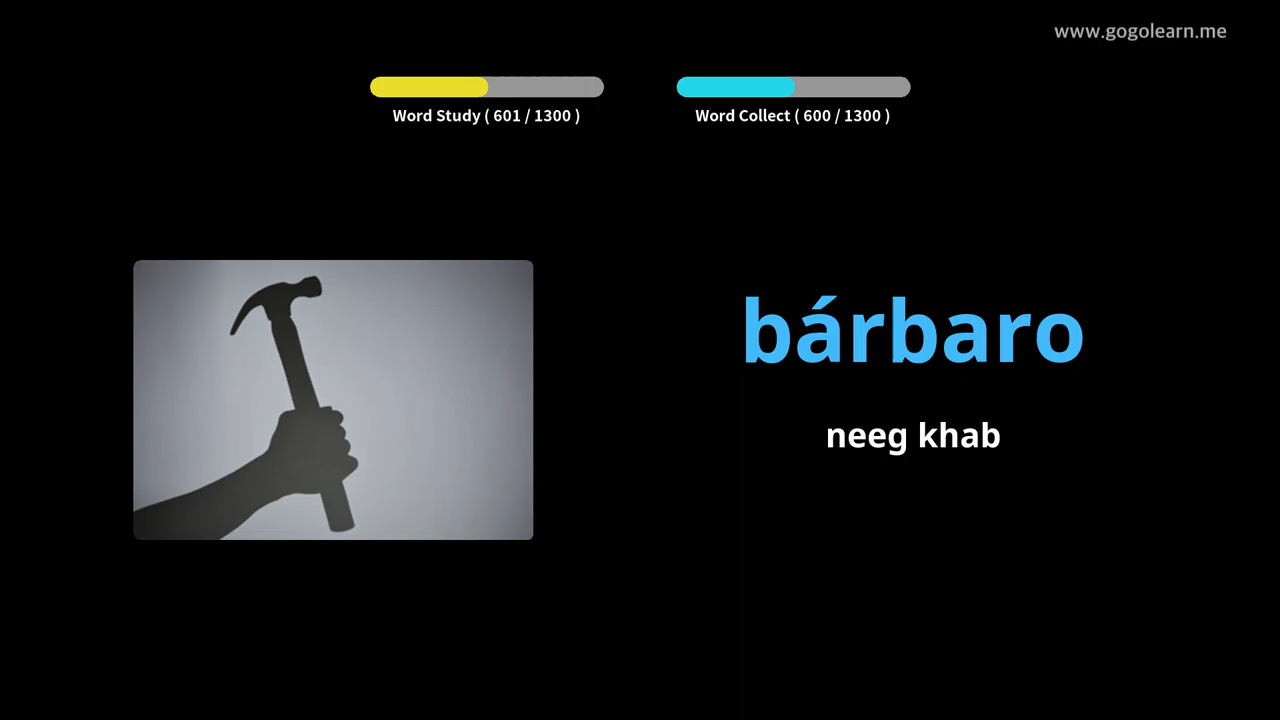 www.gogolearn.me
Word Study ( 601 / 1300 )
Word Collect ( 600 / 1300 )
bárbaro
neeg khab